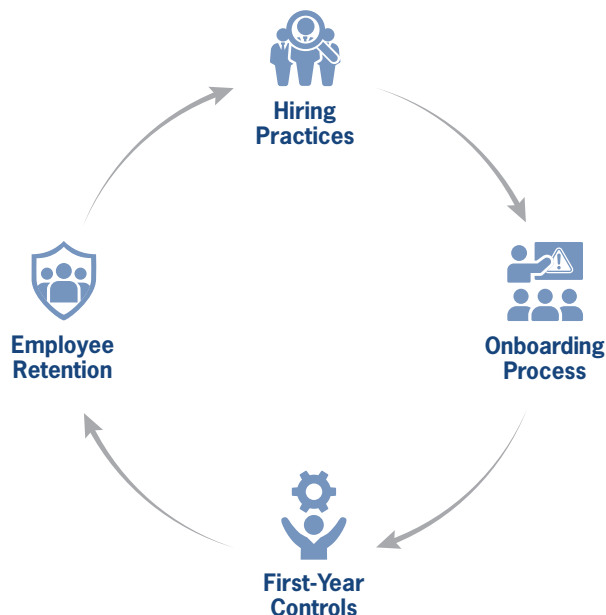 Hiring
Practices
Onboarding
Process
First-Year
Controls
Employee
Retention